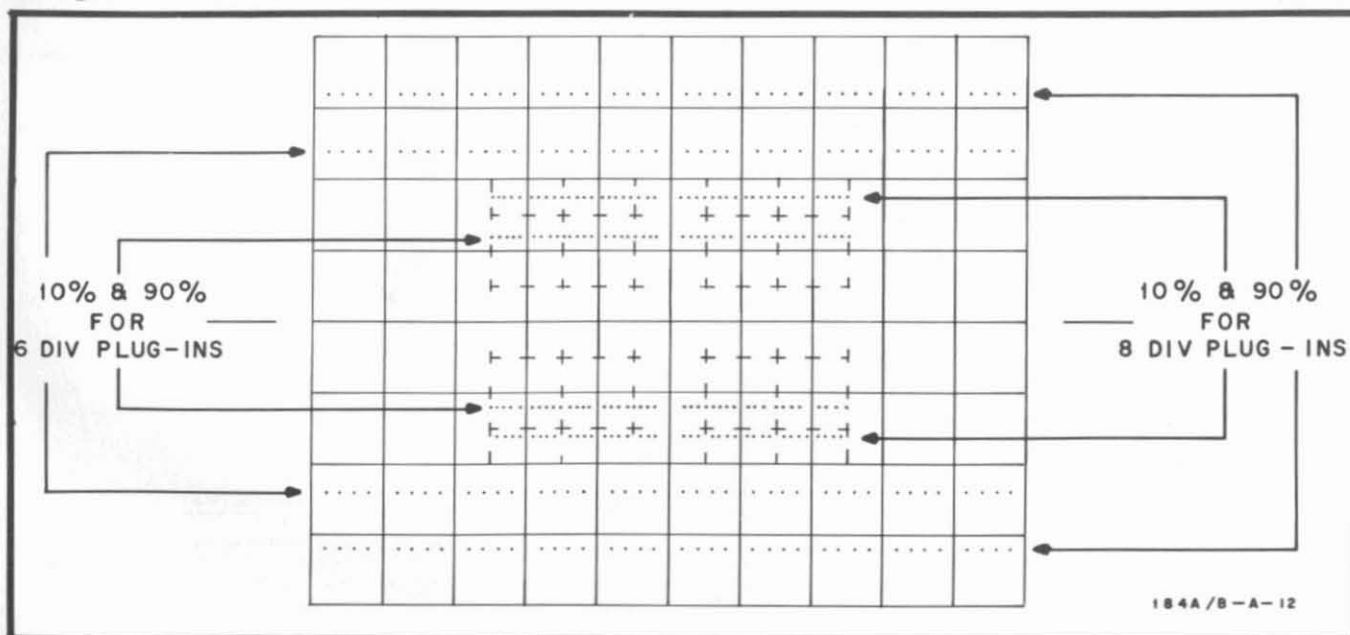 10% & 90%
FOR
6 DIV PLUG-INS
10% & 90%
FOR
8 DIV PLUG - INS
184A/B-A-12